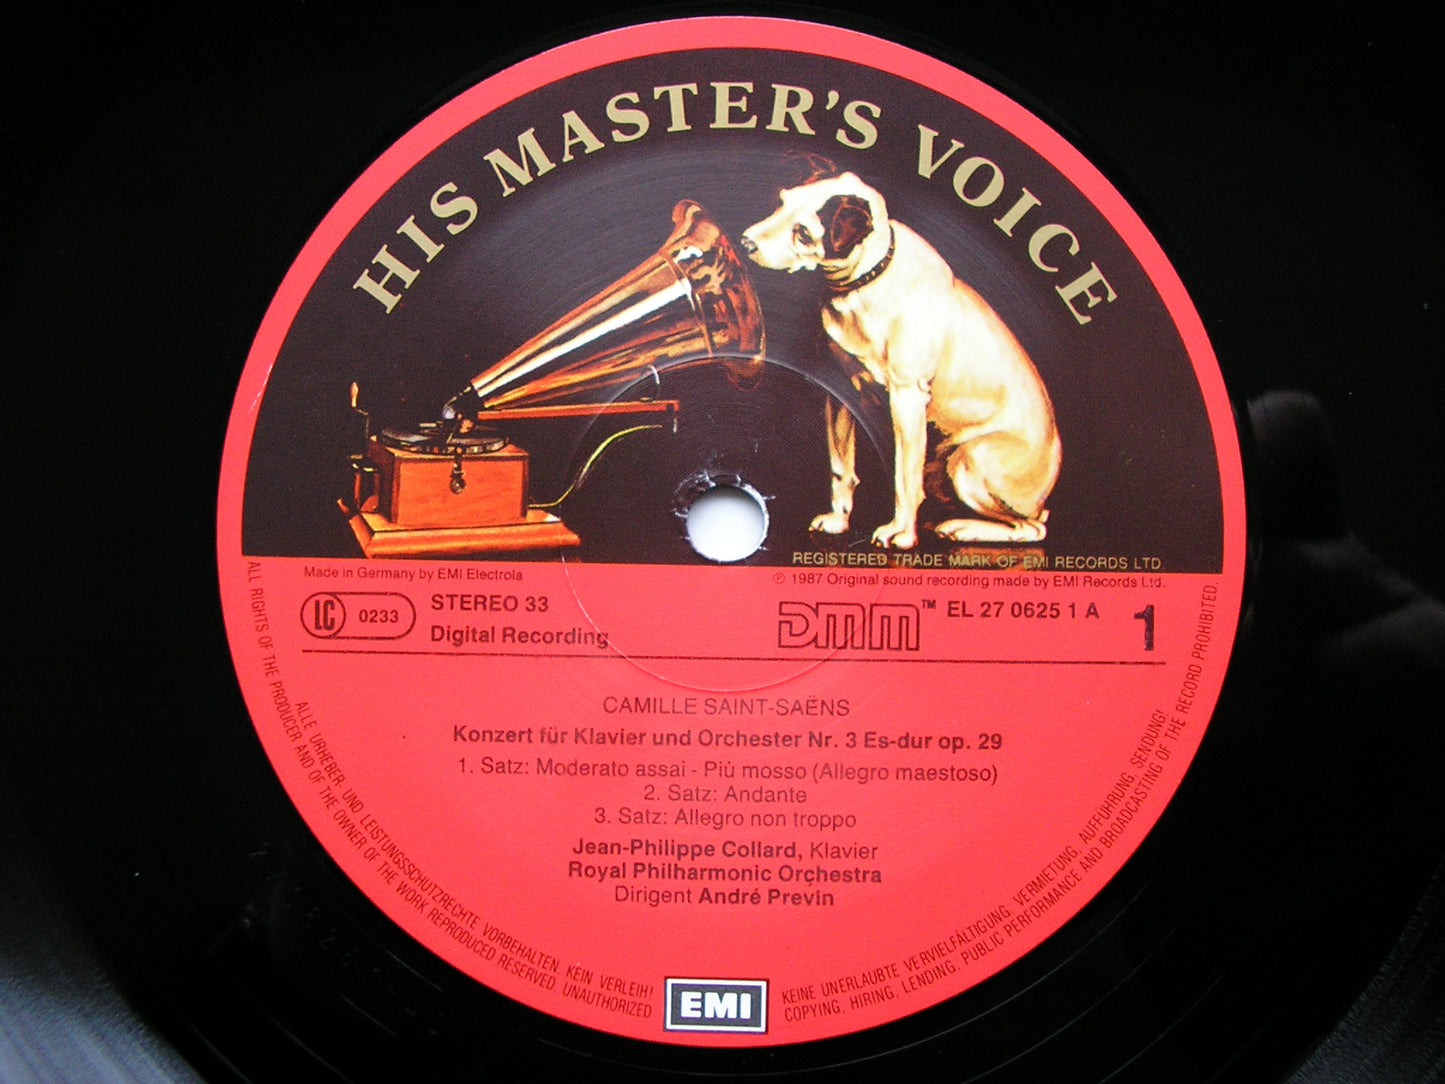 HIS MASTER'S VOICE
REGISTERED TRADE MARK OF EMI RECORDS LTD.
Made in Germany by EMI Electrola
℗ 1987 Original sound recording made by EMI Records Ltd.
LC 0233
STEREO 33
Digital Recording
DMM™ EL 27 0625 1 A
1
CAMILLE SAINT-SAËNS
Konzert für Klavier und Orchester Nr. 3 Es-dur op. 29
1. Satz: Moderato assai - Più mosso (Allegro maestoso)
2. Satz: Andante
3. Satz: Allegro non troppo
Jean-Philippe Collard, Klavier
Royal Philharmonic Orchestra
Dirigent André Previn
ALLE URHEBER- UND LEISTUNGSSCHUTZRECHTE VORBEHALTEN. KEIN VERLEIH! KEINE UNERLAUBTE VERVIELFÄLTIGUNG, VERMIETUNG, AUFFÜHRUNG, SENDUNG!
ALL RIGHTS OF THE PRODUCER AND OF THE OWNER OF THE WORK REPRODUCED RESERVED. UNAUTHORIZED COPYING, HIRING, LENDING, PUBLIC PERFORMANCE AND BROADCASTING OF THE RECORD PROHIBITED.
EMI